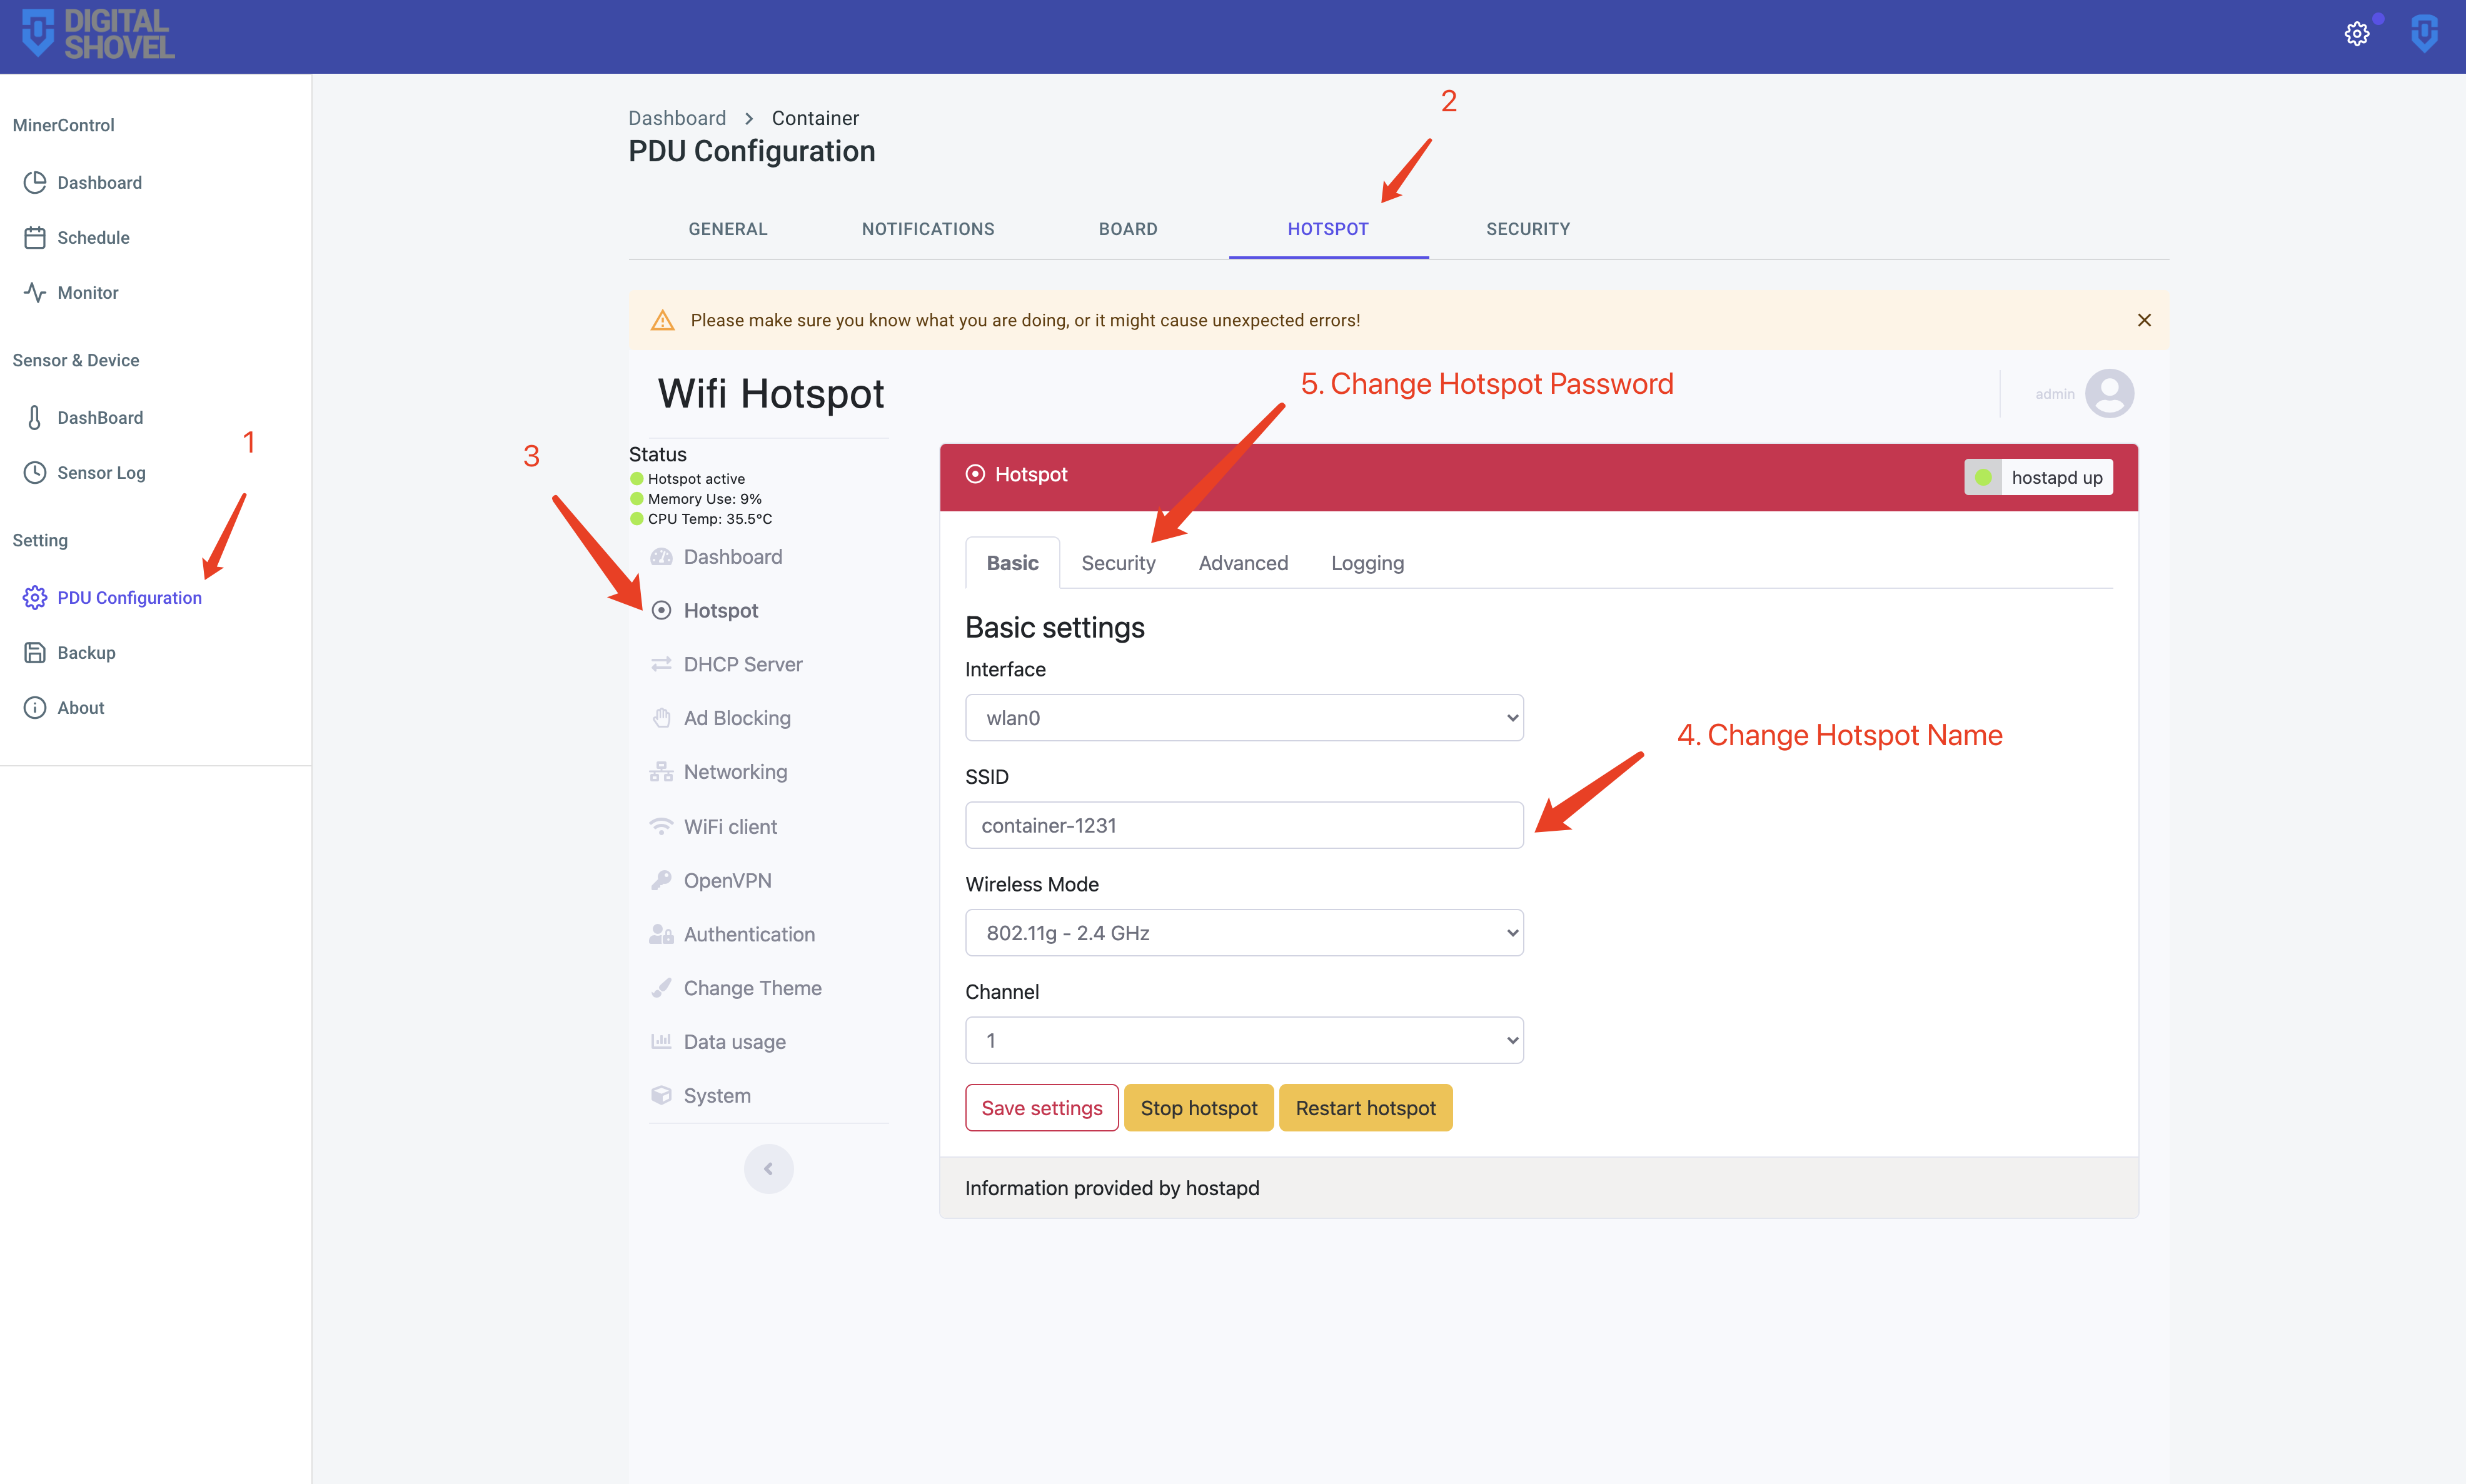 DIGITAL
SHOVEL
MinerControl
Dashboard
Schedule
Monitor
Sensor & Device
DashBoard
Sensor Log
1
Setting
PDU Configuration
Backup
About
Dashboard > Container
PDU Configuration
2
GENERAL NOTIFICATIONS BOARD HOTSPOT SECURITY
Please make sure you know what you are doing, or it might cause unexpected errors!
Wifi Hotspot
5. Change Hotspot Password
admin
3
Status
Hotspot active
Memory Use: 9%
CPU Temp: 35.5°C
Dashboard
Hotspot
DHCP Server
Ad Blocking
Networking
WiFi client
OpenVPN
Authentication
Change Theme
Data usage
System
Hotspot
hostapd up
Basic Security Advanced Logging
Basic settings
Interface
wlan0
4. Change Hotspot Name
SSID
container-1231
Wireless Mode
802.11g - 2.4 GHz
Channel
1
Save settings Stop hotspot Restart hotspot
Information provided by hostapd